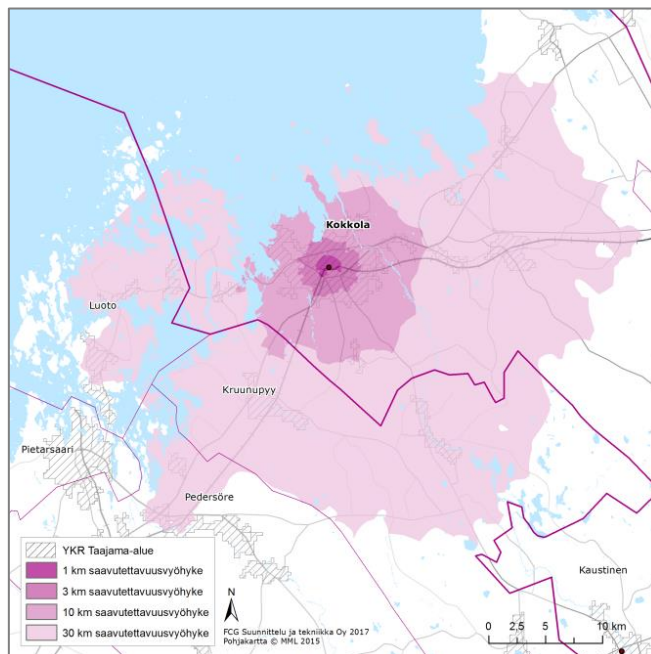 Kokkola
Luoto
Kruunupyy
Pietarsaari
Pedersöre
Kaustinen
YKR Taajama-alue
1 km saavutettavuusvyöhyke
3 km saavutettavuusvyöhyke
10 km saavutettavuusvyöhyke
30 km saavutettavuusvyöhyke
N
FCG Suunnittelu ja tekniikka Oy 2017
Pohjakartta © MML 2015
0 2,5 5 10 km